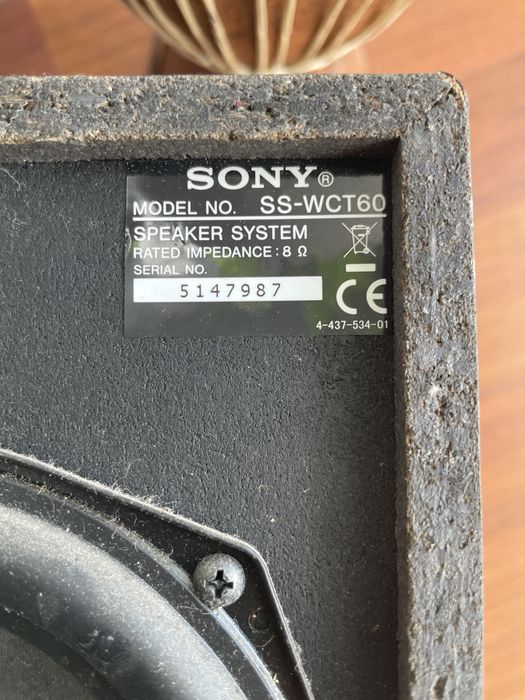 SONY®
MODEL NO. SS-WCT60
SPEAKER SYSTEM
RATED IMPEDANCE: 8 Ω
SERIAL NO.
5147987
CE
4-437-534-01